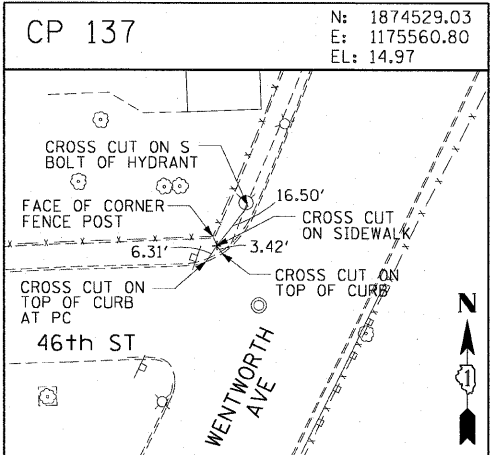 CP 137
N: 1874529.03
E: 1175560.80
EL: 14.97
CROSS CUT ON S
BOLT OF HYDRANT
16.50'
FACE OF CORNER
FENCE POST
CROSS CUT
ON SIDEWALK
6.31'
3.42'
CROSS CUT ON
TOP OF CURB
AT PC
CROSS CUT ON
TOP OF CURB
46th ST
WENTWORTH
AVE
N
1